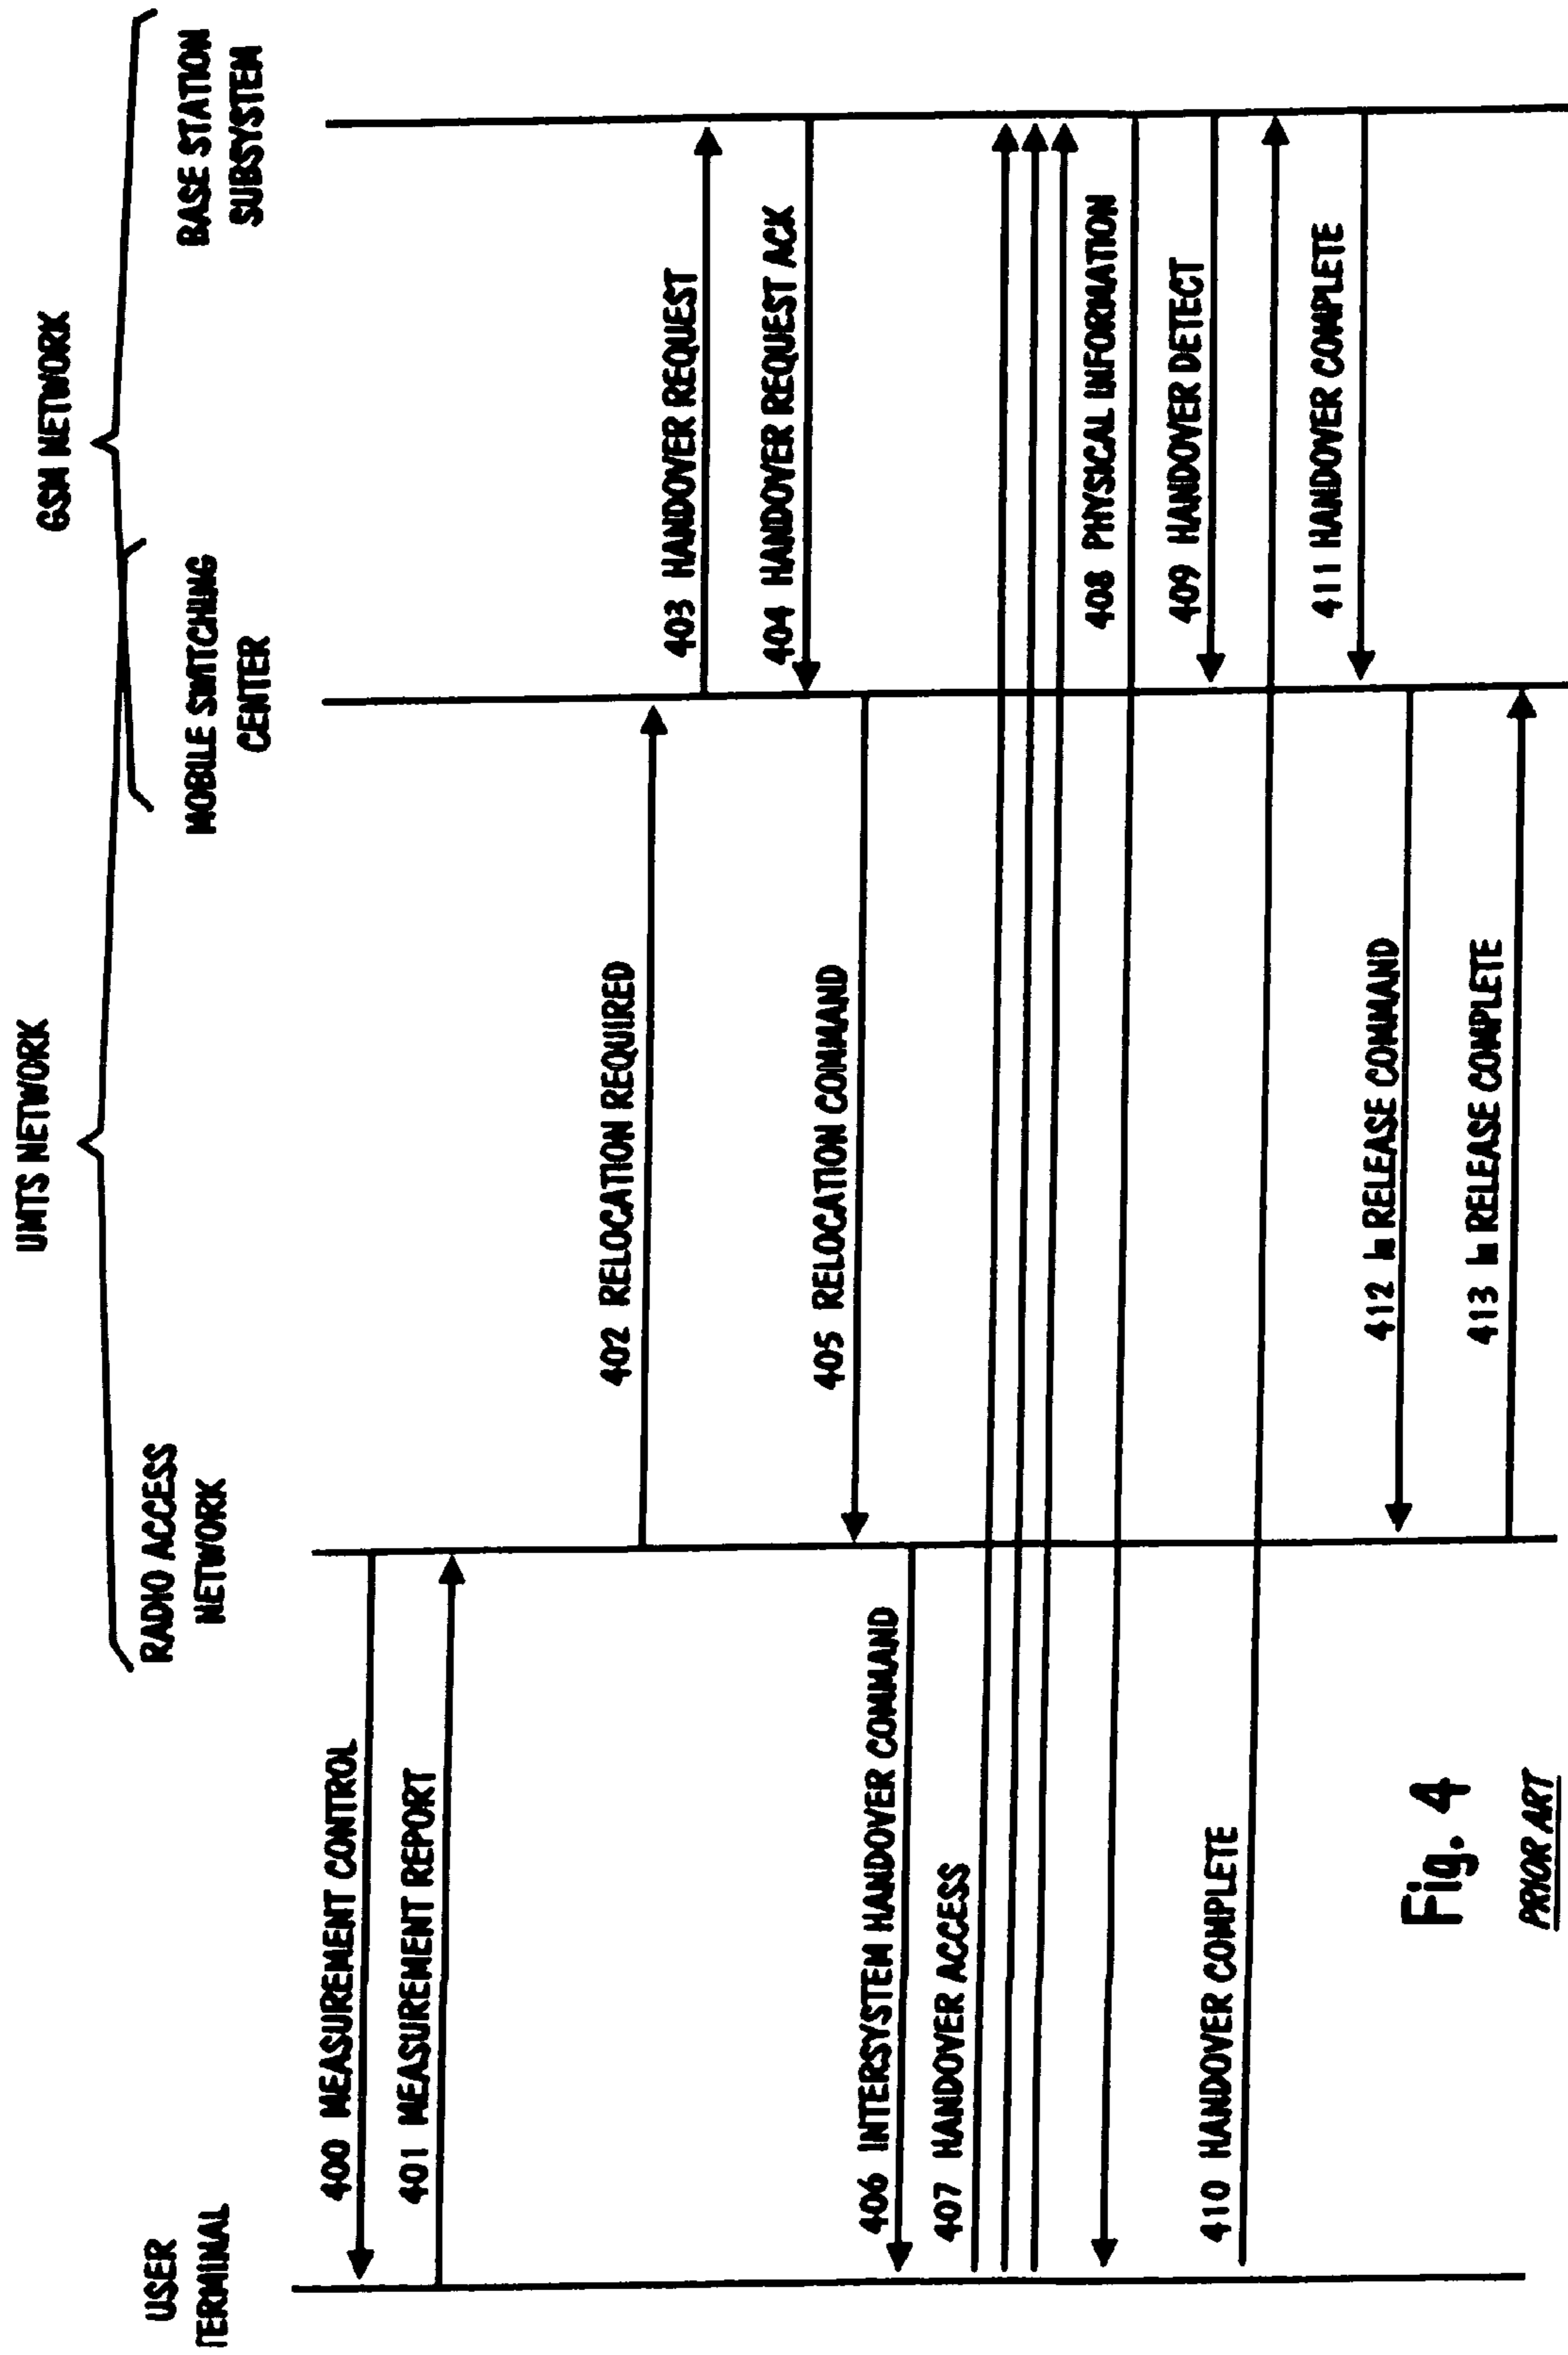 UMTS NETWORK
GSM NETWORK
USER
TERMINAL
RADIO ACCESS
NETWORK
MOBILE SWITCHING
CENTER
BASE STATION
SUBSYSTEM
400 MEASUREMENT CONTROL
401 MEASUREMENT REPORT
402 RELOCATION REQUIRED
403 HANDOVER REQUEST
404 HANDOVER REQUEST ACK
405 RELOCATION COMMAND
406 INTERSYSTEM HANDOVER COMMAND
407 HANDOVER ACCESS
408 PHYSICAL INFORMATION
409 HANDOVER DETECT
410 HANDOVER COMPLETE
411 HANDOVER COMPLETE
412 Iu RELEASE COMMAND
413 Iu RELEASE COMPLETE
Fig. 4
PRIOR ART